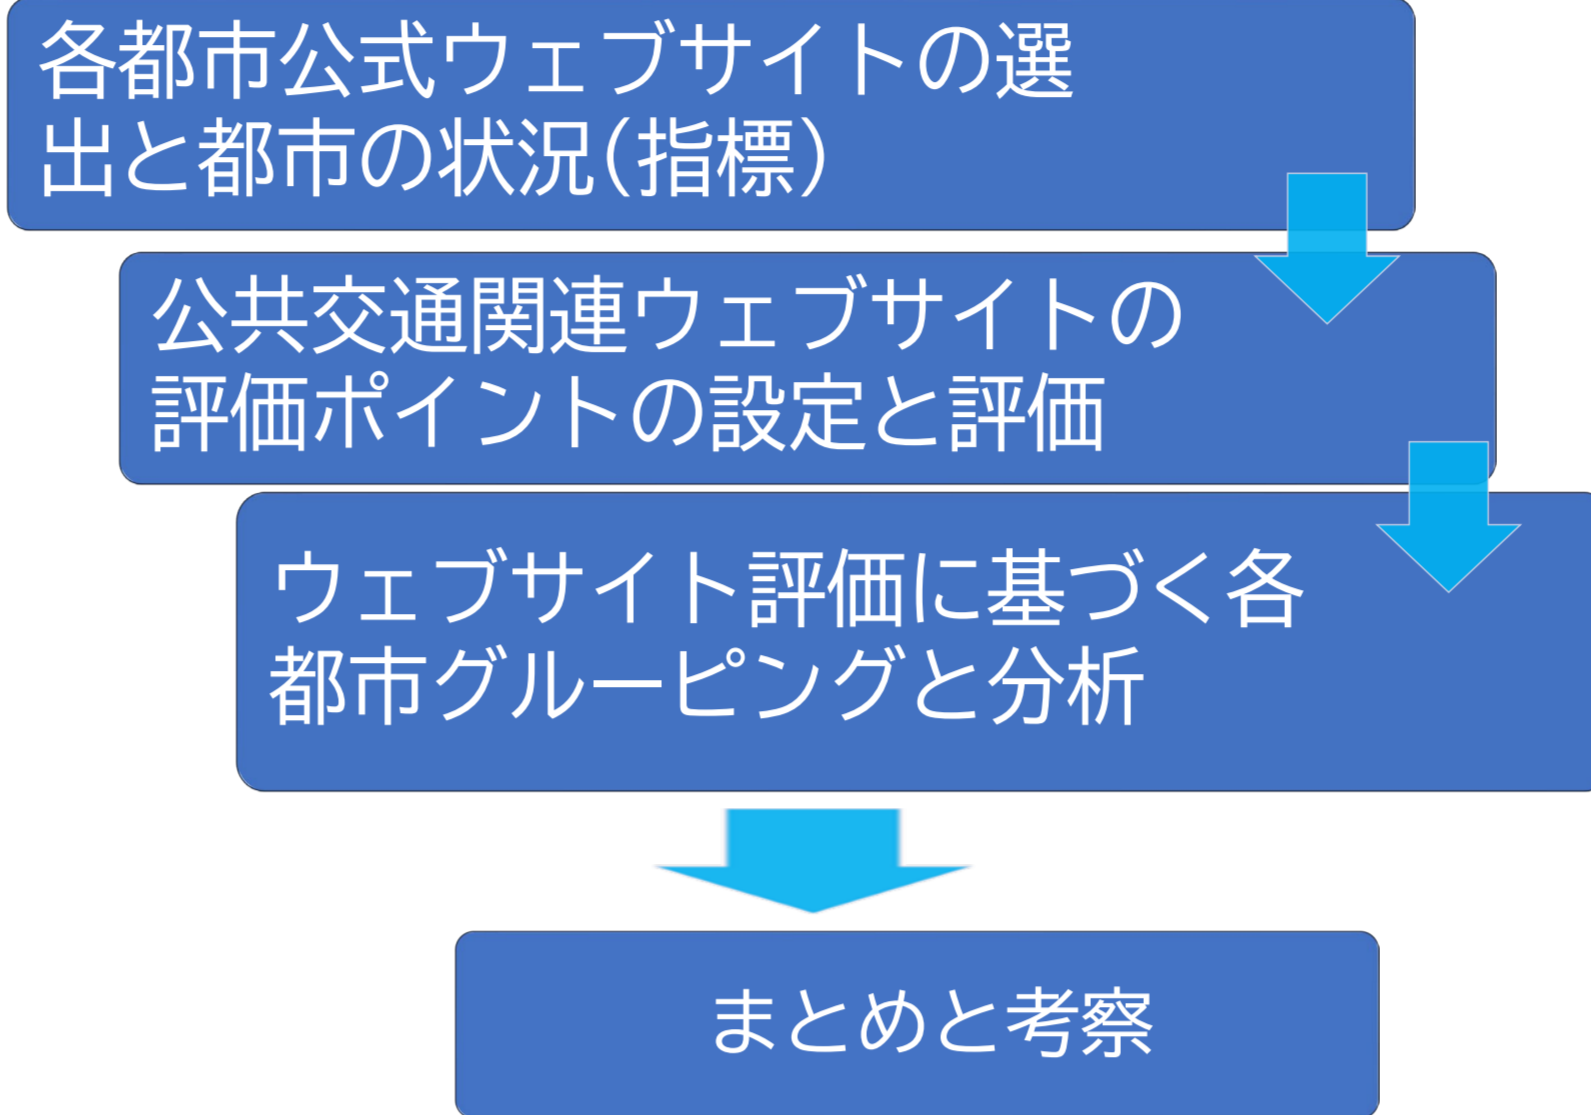 各都市公式ウェブサイトの選
出と都市の状況(指標)
公共交通関連ウェブサイトの
評価ポイントの設定と評価
ウェブサイト評価に基づく各
都市グルーピングと分析
まとめと考察